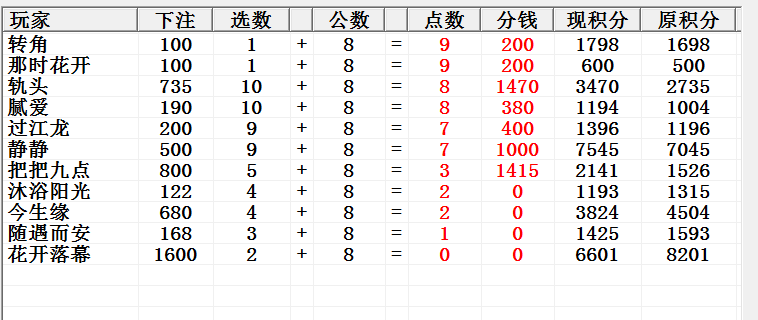 玩家 下注 选数 公数 点数 分钱 现积分 原积分
转角 100 1 + 8 = 9 200 1798 1698
那时花开 100 1 + 8 = 9 200 600 500
轨头 735 10 + 8 = 8 1470 3470 2735
腻爱 190 10 + 8 = 8 380 1194 1004
过江龙 200 9 + 8 = 7 400 1396 1196
静静 500 9 + 8 = 7 1000 7545 7045
把把九点 800 5 + 8 = 3 1415 2141 1526
沐浴阳光 122 4 + 8 = 2 0 1193 1315
今生缘 680 4 + 8 = 2 0 3824 4504
随遇而安 168 3 + 8 = 1 0 1425 1593
花开落幕 1600 2 + 8 = 0 0 6601 8201